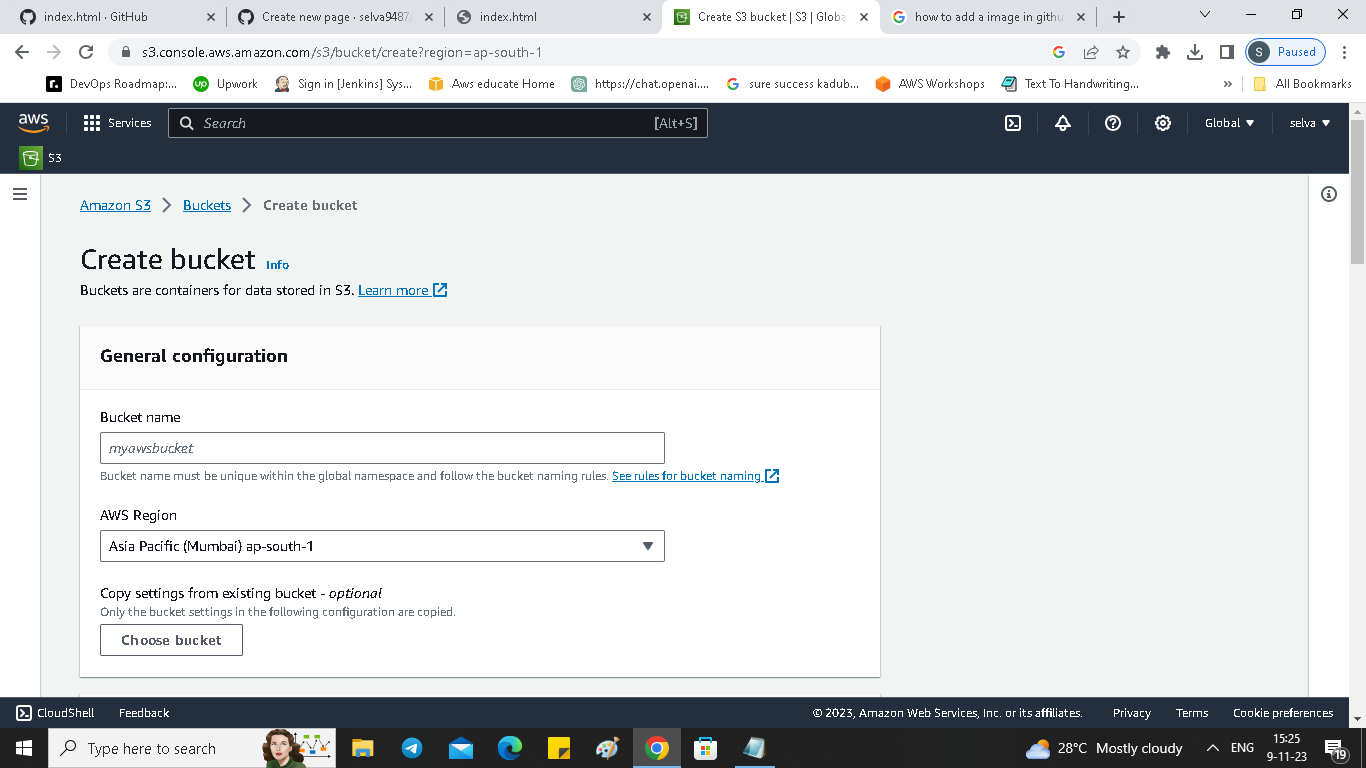 index.html · GitHub
Create new page · selva9487/
index.html
Create S3 bucket | S3 | Globa
how to add a image in githu
s3.console.aws.amazon.com/s3/bucket/create?region=ap-south-1
S Paused
DevOps Roadmap:...
Upwork
Sign in [Jenkins] Sys...
Aws educate Home
https://chat.openai....
sure success kadub...
AWS Workshops
Text To Handwriting...
» All Bookmarks
aws Services Search [Alt+S] Global selva
S3
Amazon S3 Buckets Create bucket
Create bucket Info
Buckets are containers for data stored in S3. Learn more
General configuration
Bucket name
myawsbucket
Bucket name must be unique within the global namespace and follow the bucket naming rules. See rules for bucket naming
AWS Region
Asia Pacific (Mumbai) ap-south-1
Copy settings from existing bucket - optional
Only the bucket settings in the following configuration are copied.
Choose bucket
CloudShell Feedback © 2023, Amazon Web Services, Inc. or its affiliates. Privacy Terms Cookie preferences
Type here to search
28°C Mostly cloudy
ENG
15:25
9-11-23
19